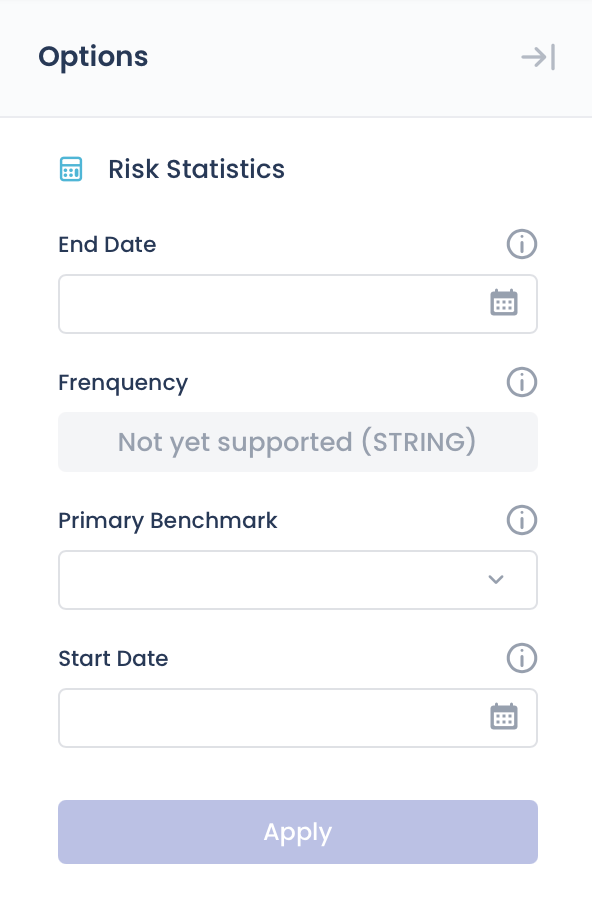 Options
Risk Statistics
End Date
Frenquency
Not yet supported (STRING)
Primary Benchmark
Start Date
Apply